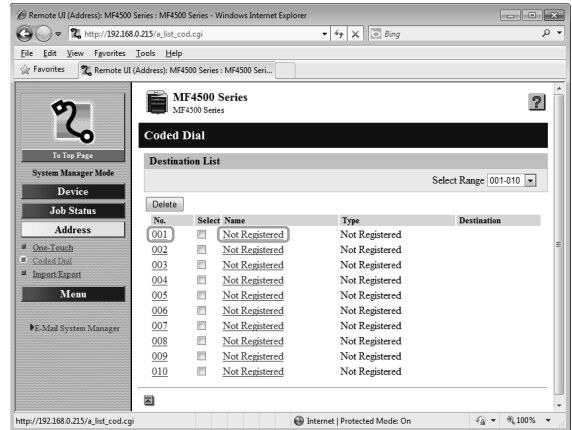 Remote UI (Address): MF4500 Series : MF4500 Series - Windows Internet Explorer
http://192.168.0.215/a_list_cod.cgi
Bing
File Edit View Favorites Tools Help
Favorites Remote UI (Address): MF4500 Series : MF4500 Seri...
MF4500 Series
MF4500 Series
To Top Page
System Manager Mode
Device
Job Status
Address
One-Touch
Coded Dial
Import/Export
Menu
E-Mail System Manager
Coded Dial
Destination List
Select Range 001-010
Delete
No. Select Name Type Destination
001 Not Registered Not Registered
002 Not Registered Not Registered
003 Not Registered Not Registered
004 Not Registered Not Registered
005 Not Registered Not Registered
006 Not Registered Not Registered
007 Not Registered Not Registered
008 Not Registered Not Registered
009 Not Registered Not Registered
010 Not Registered Not Registered
http://192.168.0.215/a_list_cod.cgi Internet | Protected Mode: On 100%